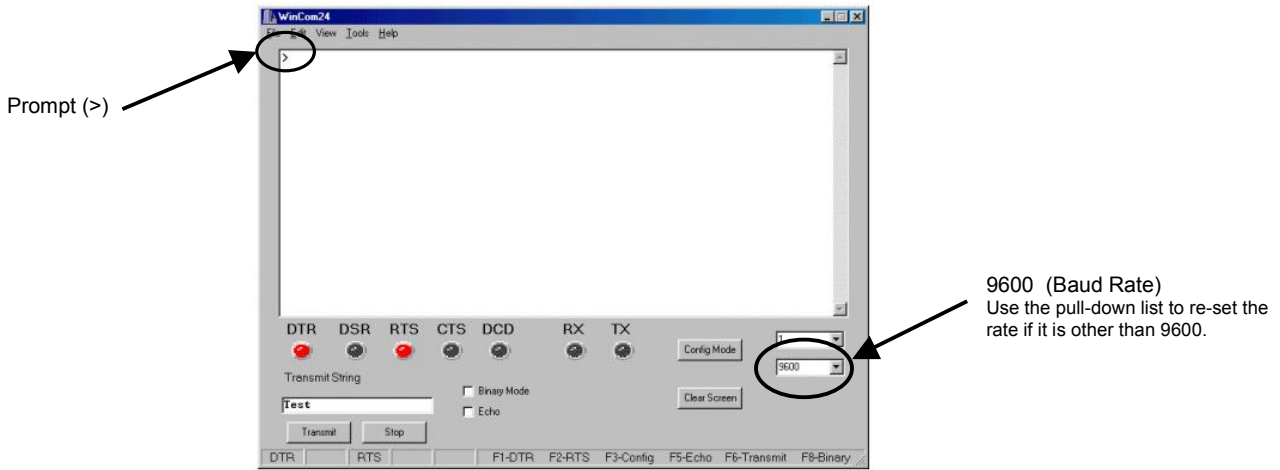 WinCom24
File Edit View Tools Help
>
Prompt (>)
9600 (Baud Rate)
Use the pull-down list to re-set the
rate if it is other than 9600.
DTR DSR RTS CTS DCD RX TX
1
Config Mode
9600
Transmit String
Binary Mode
Test
Clear Screen
Echo
Transmit Stop
DTR RTS F1-DTR F2-RTS F3-Config F5-Echo F6-Transmit F8-Binary